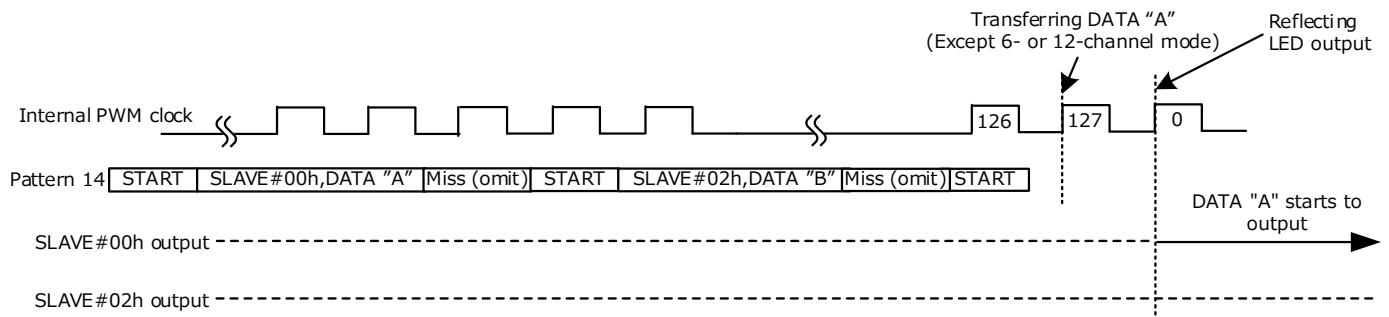 Transferring DATA “A”
(Except 6- or 12-channel mode)
Reflecting
LED output
Internal PWM clock
126
127
0
Pattern 14
START
SLAVE#00h,DATA ”A”
Miss (omit)
START
SLAVE#02h,DATA ”B”
Miss (omit)
START
DATA "A" starts to
output
SLAVE#00h output
SLAVE#02h output